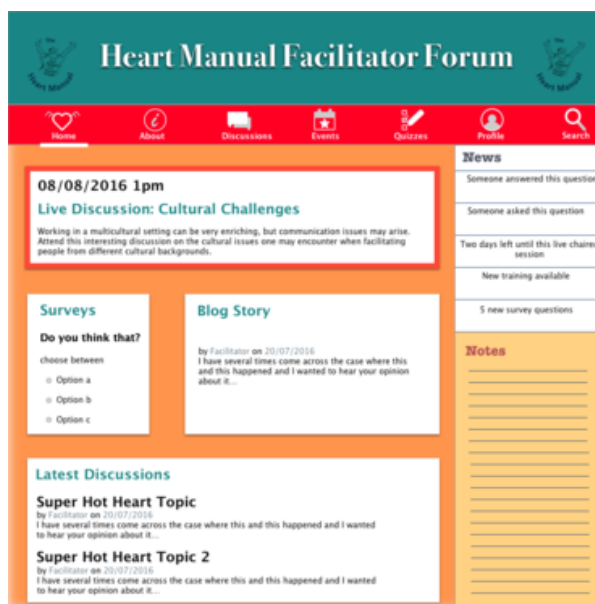 The
Heart Manual
Heart Manual Facilitator Forum
The
Heart Manual
Home
About
Discussions
Events
Quizzes
Profile
Search
08/08/2016 1pm
Live Discussion: Cultural Challenges
Working in a multicultural setting can be very enriching, but communication issues may arise.
Attend this interesting discussion on the cultural issues one may encounter when facilitating
people from different cultural backgrounds.
Surveys
Do you think that?
choose between
Option a
Option b
Option c
Blog Story
by Facilitator on 20/07/2016
I have several times come across the case where this
and this happened and I wanted to hear your opinion
about it...
Latest Discussions
Super Hot Heart Topic
by Facilitator on 20/07/2016
I have several times come across the case where this and this happened and I wanted
to hear your opinion about it...
Super Hot Heart Topic 2
by Facilitator on 20/07/2016
I have several times come across the case where this and this happened and I wanted
to hear your opinion about it...
News
Someone answered this question
Someone asked this question
Two days left until this live chaired
session
New training available
5 new survey questions
Notes